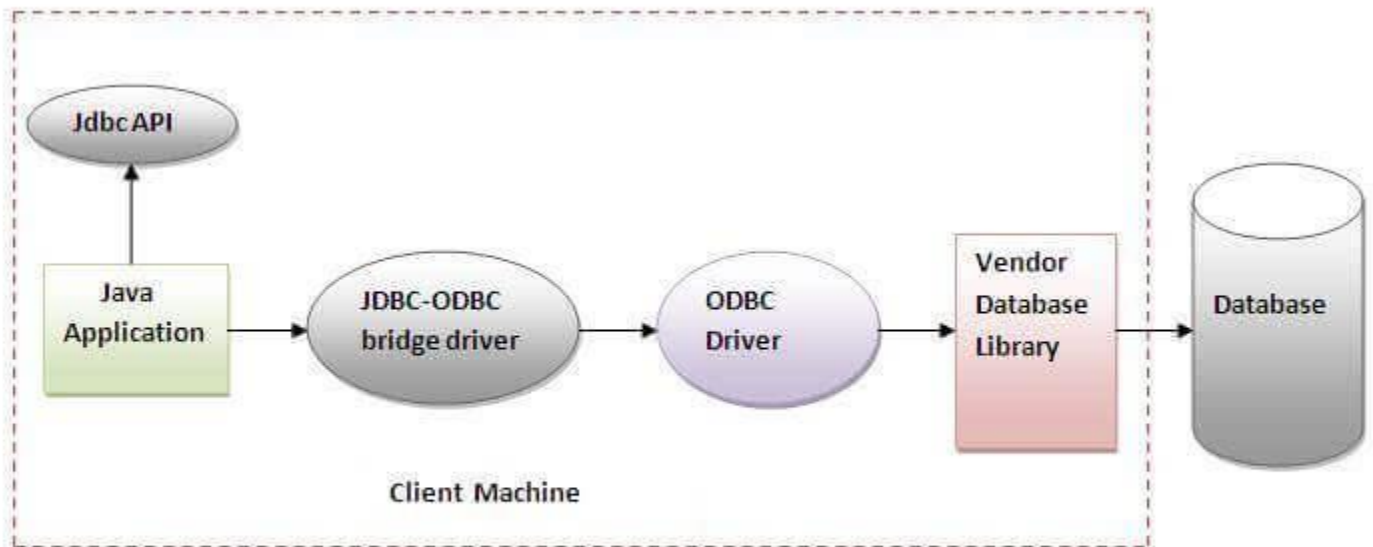 Jdbc API
Java
Application
JDBC-ODBC
bridge driver
ODBC
Driver
Vendor
Database
Library
Database
Client Machine